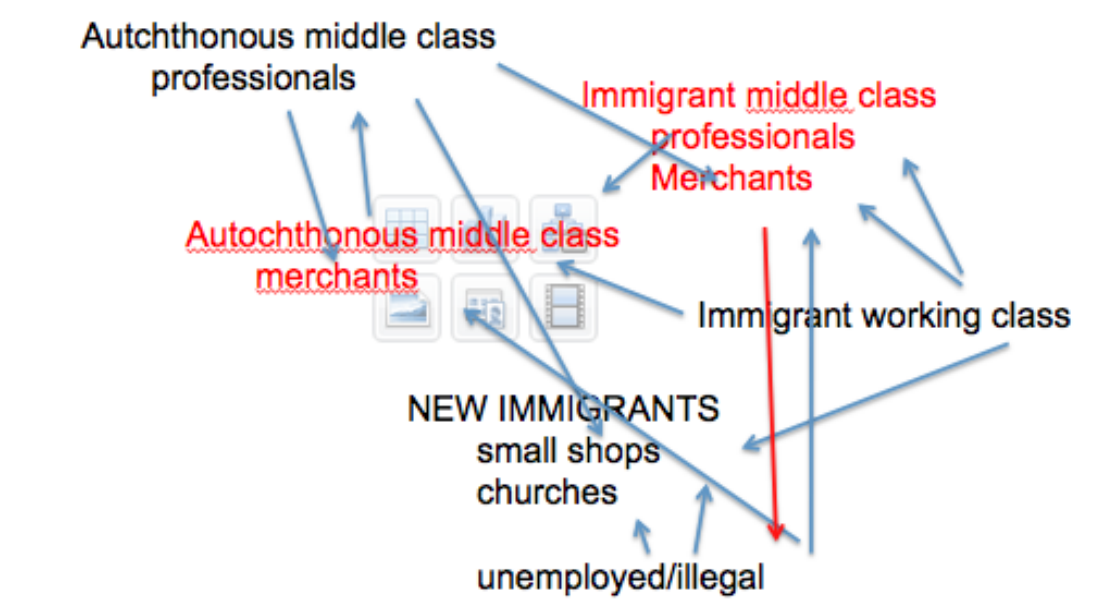 Autchthonous middle class
professionals
Immigrant middle class
professionals
Merchants
Autochthonous middle class
merchants
Immigrant working class
NEW IMMIGRANTS
small shops
churches
unemployed/illegal